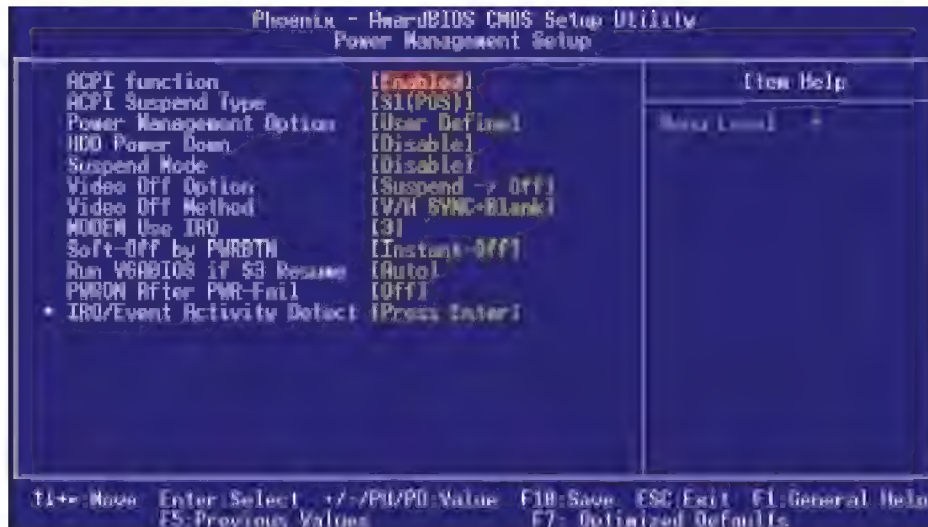 Phoenix - AwardBIOS CMOS Setup Utility
Power Management Setup
ACPI function [Enabled]
ACPI Suspend Type [S1(POS)]
Power Management Option [User Define]
HDD Power Down [Disable]
Suspend Mode [Disable]
Video Off Option [Suspend -> Off]
Video Off Method [V/H SYNC+Blank]
MODEM Use IRQ [3]
Soft-Off by PWRBTN [Instant-Off]
Run VGABIOS if S3 Resume [Auto]
PWRON After PWR-Fail [Off]
IRQ/Event Activity Detect [Press Enter]
Item Help
Menu Level
:Move Enter:Select +/-/PU/PD:Value F10:Save ESC:Exit F1:General Help
F5:Previous Values F7: Optimized Defaults